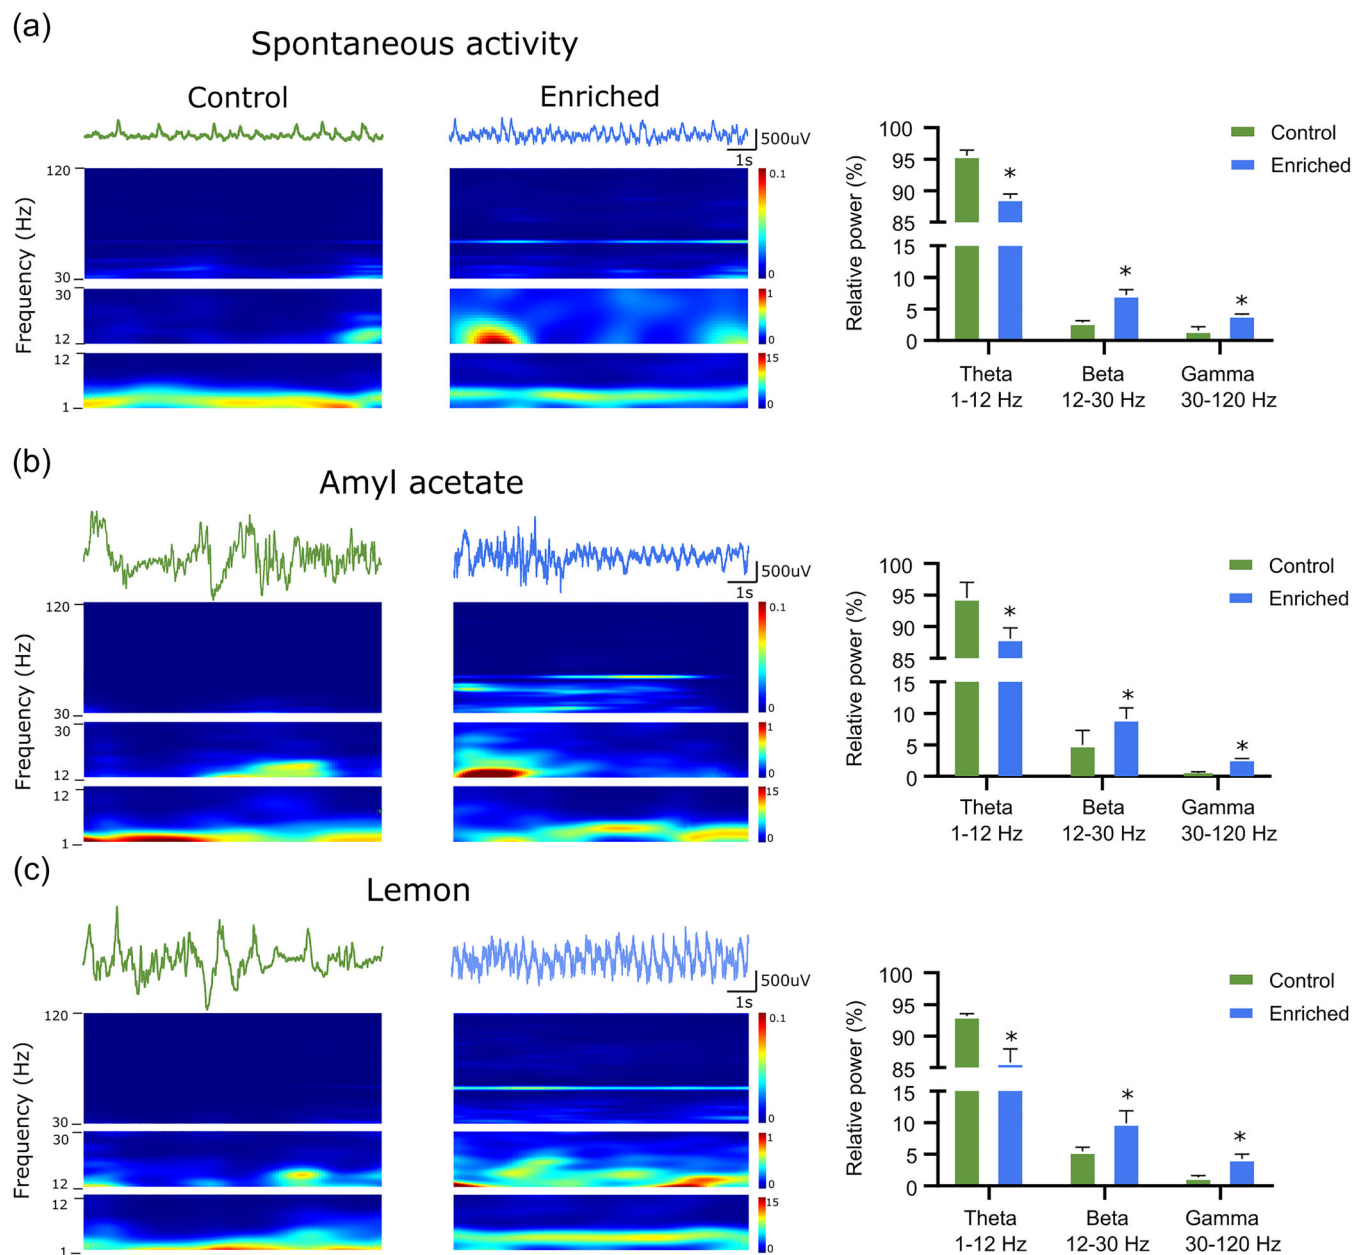 (a)
Spontaneous activity
Control
Enriched
500uV
1s
Frequency (Hz)
120
30
30
12
12
1
0.1
0
1
0
15
0
Relative power (%)
100
95
90
85
15
10
5
0
*
*
*
Control
Enriched
Theta
1-12 Hz
Beta
12-30 Hz
Gamma
30-120 Hz
(b)
Amyl acetate
500uV
1s
Frequency (Hz)
120
30
30
12
12
1
0.1
0
1
0
15
0
Relative power (%)
100
95
90
85
15
10
5
0
*
*
*
Control
Enriched
Theta
1-12 Hz
Beta
12-30 Hz
Gamma
30-120 Hz
(c)
Lemon
500uV
1s
Frequency (Hz)
120
30
30
12
12
1
0.1
0
1
0
15
0
Relative power (%)
100
95
90
85
15
10
5
0
*
*
*
Control
Enriched
Theta
1-12 Hz
Beta
12-30 Hz
Gamma
30-120 Hz